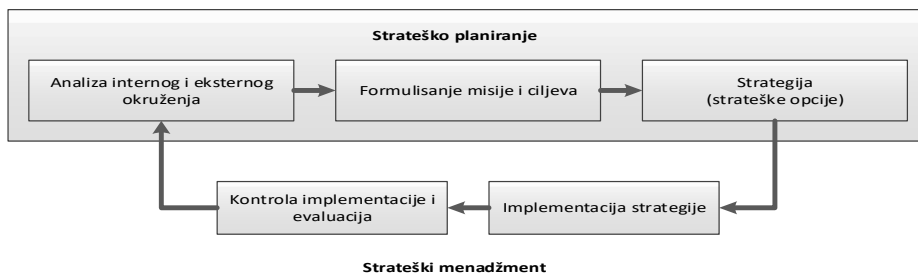 Strateško planiranje
Analiza internog i eksternog
okruženja
Formulisanje misije i ciljeva
Strategija
(strateške opcije)
Kontrola implementacije i
evaluacija
Implementacija strategije
Strateški menadžment